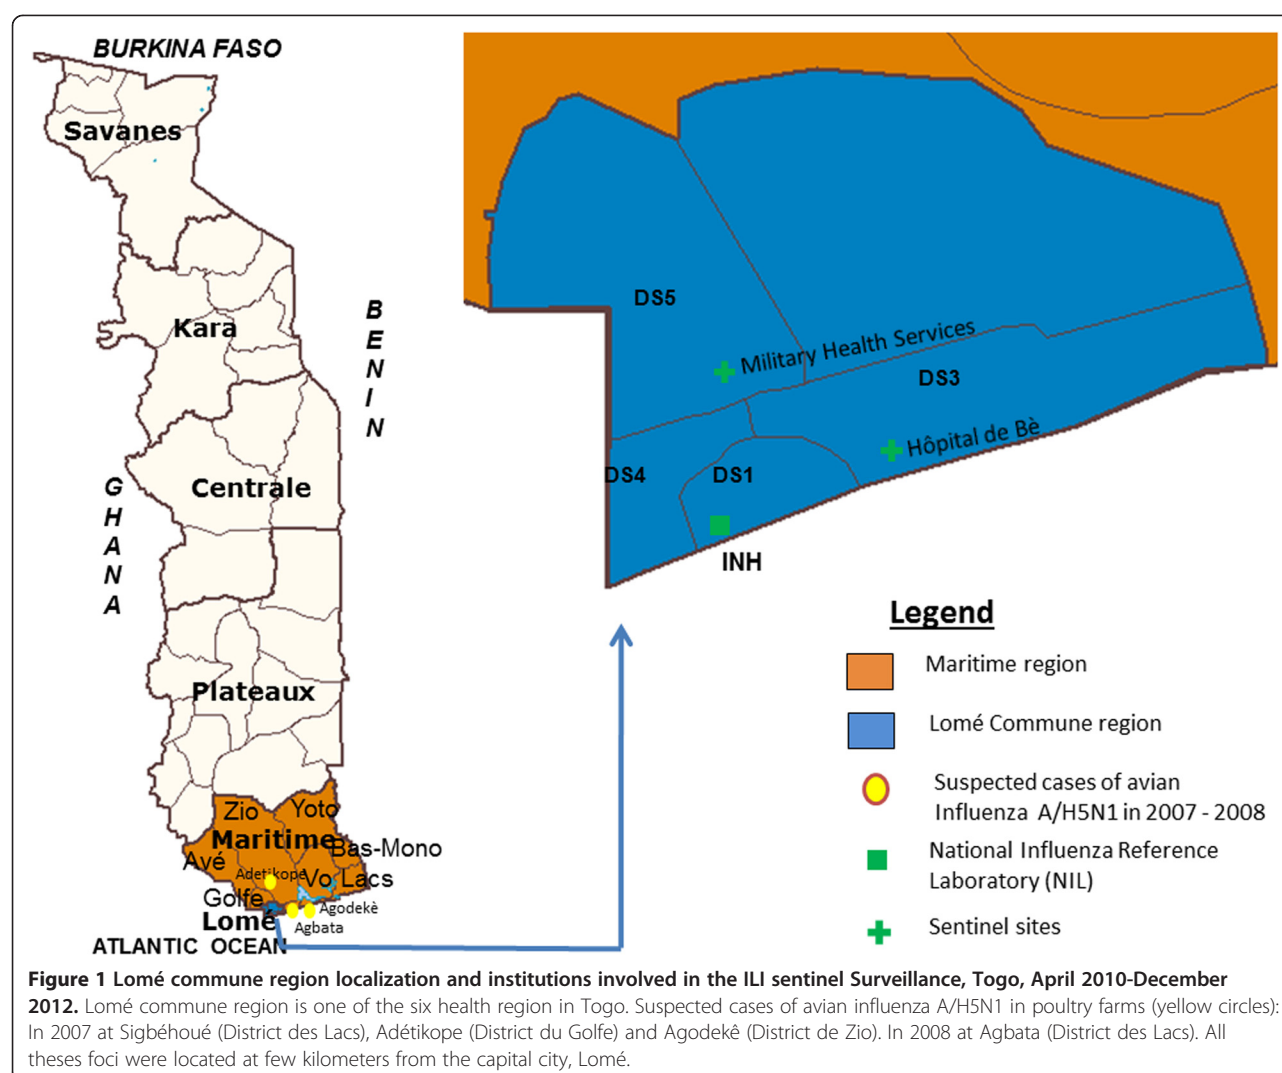 BURKINA FASO
Savanes
Kara
BENIN
GHANA
Centrale
Plateaux
Zio
Yoto
Maritime
Bas-Mono
Avé
Adetikope
Vo Lacs
Golfe
Agodekè
Lomé
Agbata
ATLANTIC OCEAN
DS5
Military Health Services
DS3
Hôpital de Bè
DS4
DS1
INH
Legend
Maritime region
Lomé Commune region
Suspected cases of avian
Influenza A/H5N1 in 2007 - 2008
National Influenza Reference
Laboratory (NIL)
Sentinel sites
Figure 1 Lomé commune region localization and institutions involved in the ILI sentinel Surveillance, Togo, April 2010-December
2012. Lomé commune region is one of the six health region in Togo. Suspected cases of avian influenza A/H5N1 in poultry farms (yellow circles):
In 2007 at Sigbéhoué (District des Lacs), Adétikope (District du Golfe) and Agodekê (District de Zio). In 2008 at Agbata (District des Lacs). All
theses foci were located at few kilometers from the capital city, Lomé.